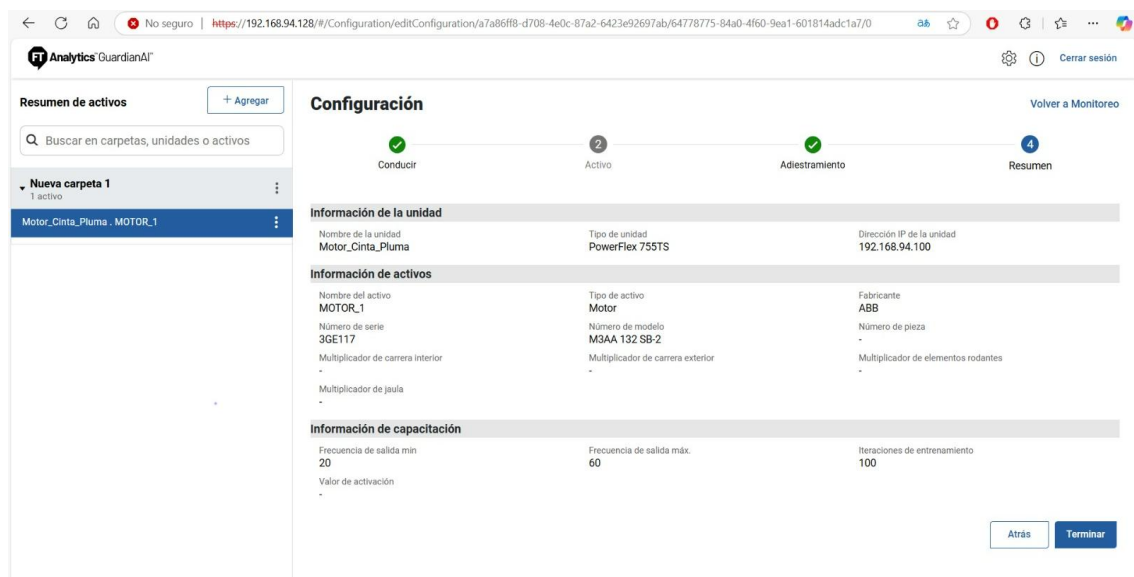 No seguro
https://192.168.94.128/#/Configuration/editConfiguration/a7a86ff8-d708-4e0c-87a2-6423e92697ab/64778775-84a0-4f60-9ea1-601814adc1a7/0
aあ
FT Analytics™ GuardianAI™
Cerrar sesión
Resumen de activos
+ Agregar
Buscar en carpetas, unidades o activos
Nueva carpeta 1
1 activo
Motor_Cinta_Pluma . MOTOR_1
Configuración
Volver a Monitoreo
2
4
Conducir
Activo
Adiestramiento
Resumen
Información de la unidad
Nombre de la unidad
Motor_Cinta_Pluma
Tipo de unidad
PowerFlex 755TS
Dirección IP de la unidad
192.168.94.100
Información de activos
Nombre del activo
MOTOR_1
Tipo de activo
Motor
Fabricante
ABB
Número de serie
3GE117
Número de modelo
M3AA 132 SB-2
Número de pieza
-
Multiplicador de carrera interior
-
Multiplicador de carrera exterior
-
Multiplicador de elementos rodantes
-
Multiplicador de jaula
-
Información de capacitación
Frecuencia de salida min
20
Frecuencia de salida máx.
60
Iteraciones de entrenamiento
100
Valor de activación
-
Atrás
Terminar